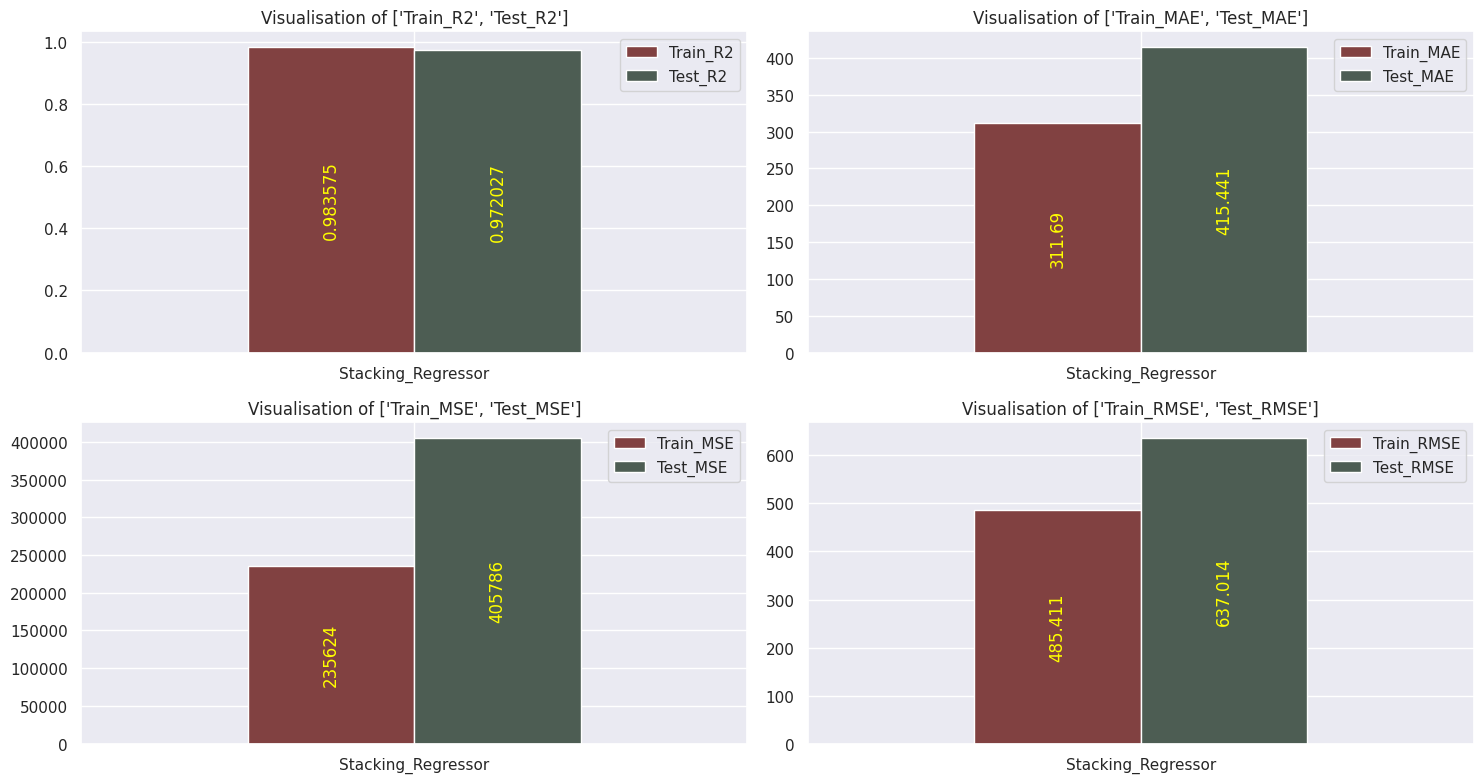 Visualisation of ['Train_R2', 'Test_R2']
1.0
0.8
0.6
0.4
0.2
0.0
Train_R2
Test_R2
0.983575
0.972027
Stacking_Regressor
Visualisation of ['Train_MAE', 'Test_MAE']
400
350
300
250
200
150
100
50
0
Train_MAE
Test_MAE
311.69
415.441
Stacking_Regressor
Visualisation of ['Train_MSE', 'Test_MSE']
400000
350000
300000
250000
200000
150000
100000
50000
0
Train_MSE
Test_MSE
235624
405786
Stacking_Regressor
Visualisation of ['Train_RMSE', 'Test_RMSE']
600
500
400
300
200
100
0
Train_RMSE
Test_RMSE
485.411
637.014
Stacking_Regressor